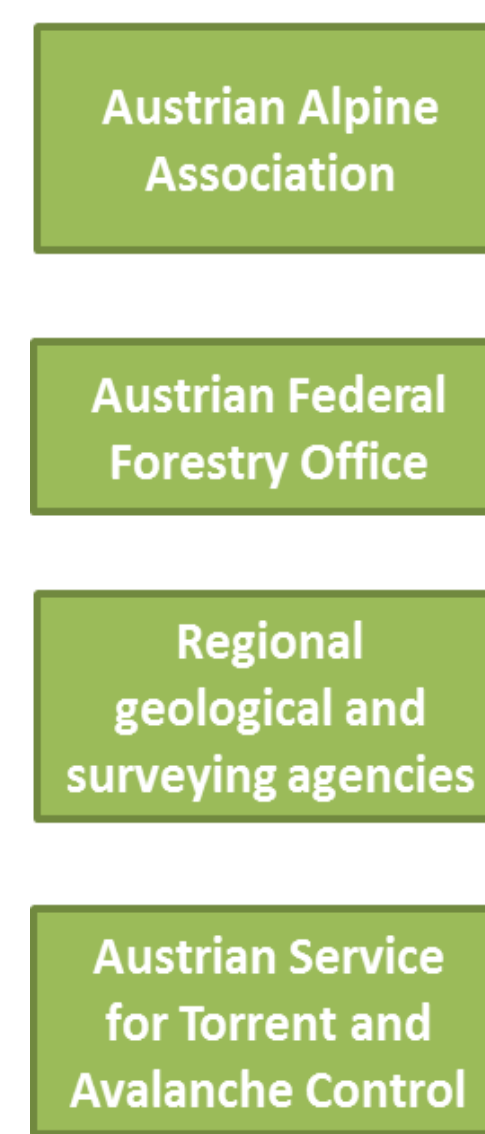 Austrian Alpine
Association
Austrian Federal
Forestry Office
Regional
geological and
surveying agencies
Austrian Service
for Torrent and
Avalanche Control